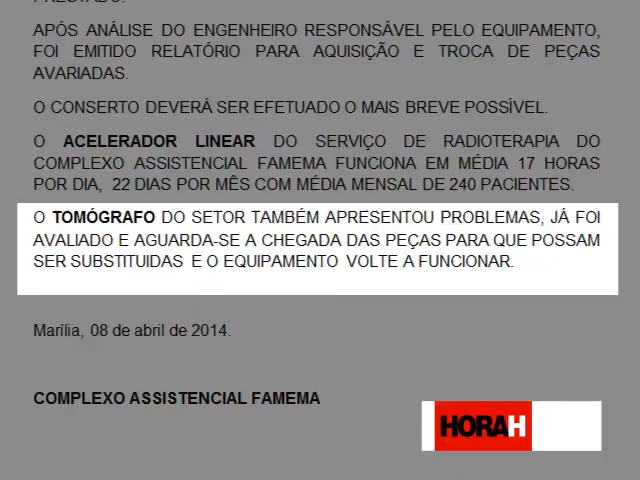 APÓS ANÁLISE DO ENGENHEIRO RESPONSÁVEL PELO EQUIPAMENTO,
FOI EMITIDO RELATÓRIO PARA AQUISIÇÃO E TROCA DE PEÇAS
AVARIADAS.
O CONSERTO DEVERÁ SER EFETUADO O MAIS BREVE POSSÍVEL.
O ACELERADOR LINEAR DO SERVIÇO DE RADIOTERAPIA DO
COMPLEXO ASSISTENCIAL FAMEMA FUNCIONA EM MÉDIA 17 HORAS
POR DIA, 22 DIAS POR MÊS COM MÉDIA MENSAL DE 240 PACIENTES.
O TOMÓGRAFO DO SETOR TAMBÉM APRESENTOU PROBLEMAS, JÁ FOI
AVALIADO E AGUARDA-SE A CHEGADA DAS PEÇAS PARA QUE POSSAM
SER SUBSTITUIDAS E O EQUIPAMENTO VOLTE A FUNCIONAR.
Marília, 08 de abril de 2014.
COMPLEXO ASSISTENCIAL FAMEMA
HORAH